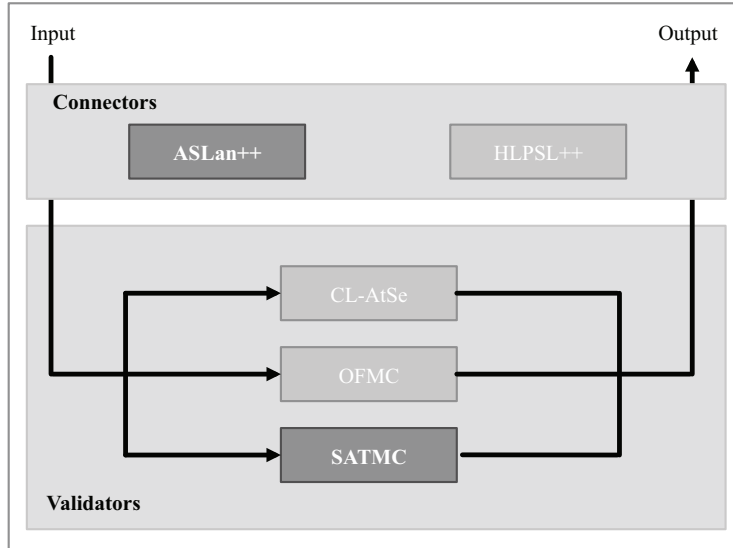 Input
Output
Connectors
ASLan++
HLPSL++
CL-AtSe
OFMC
SATMC
Validators